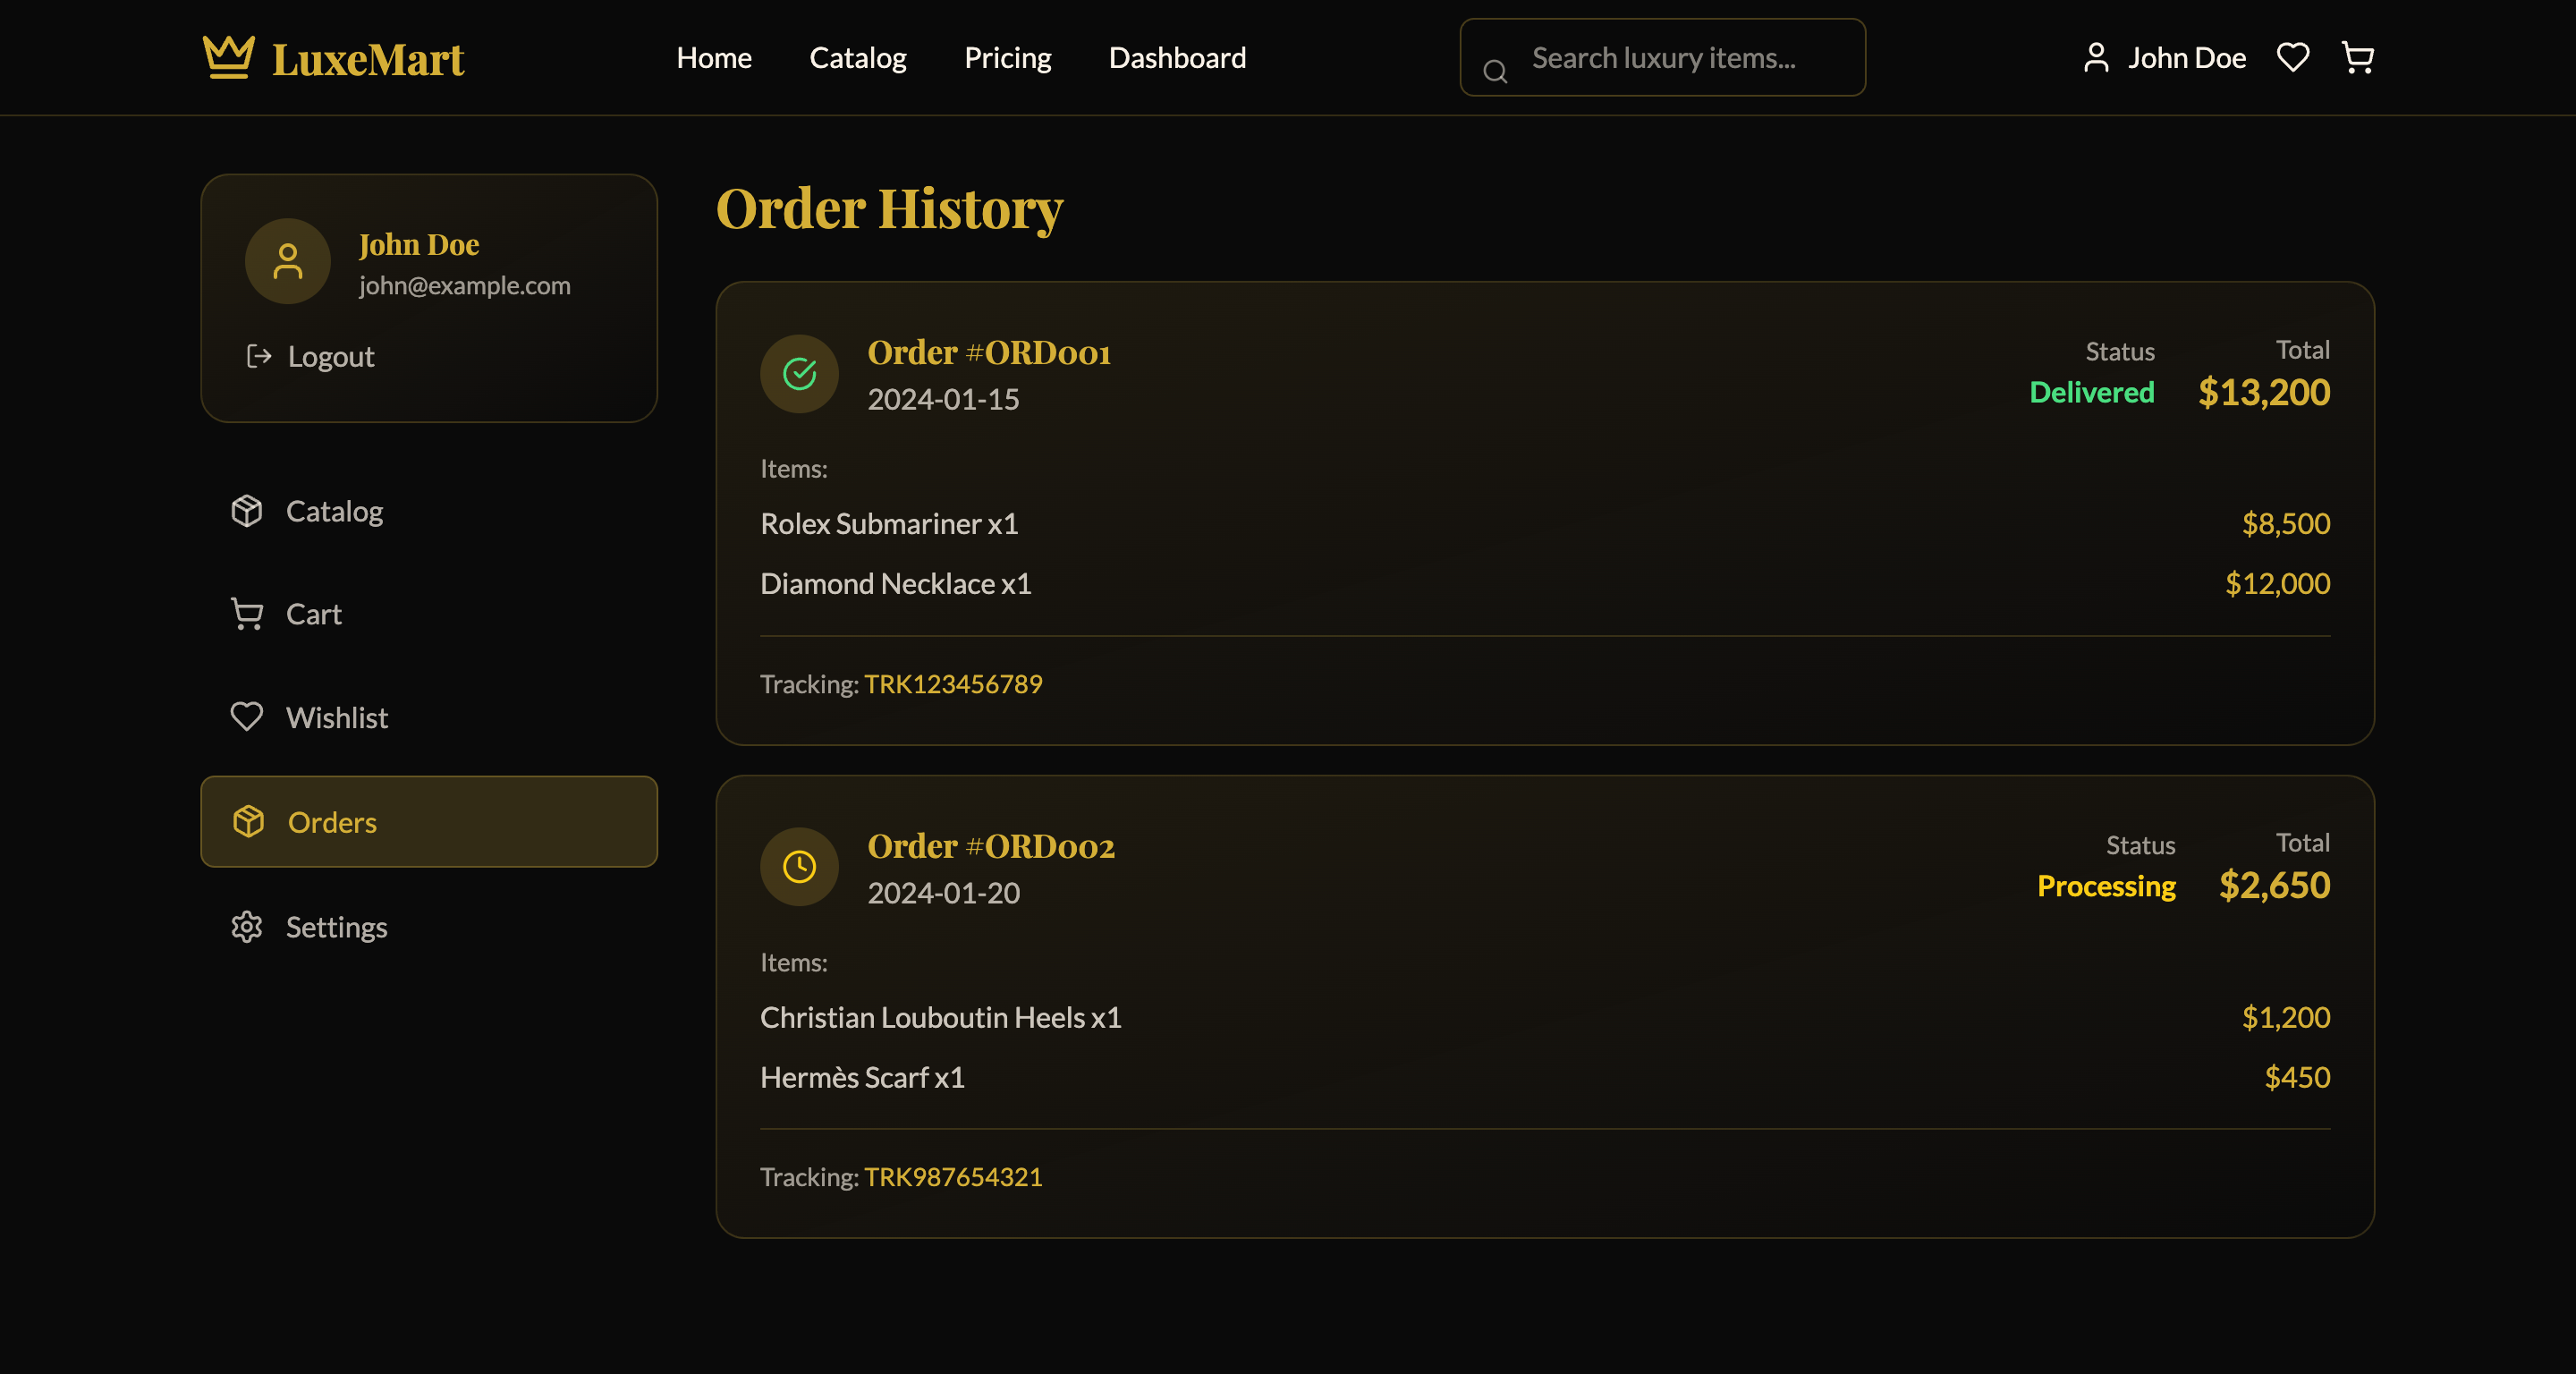 LuxeMart
Home Catalog Pricing Dashboard
Search luxury items...
John Doe
John Doe
john@example.com
Logout
Catalog
Cart
Wishlist
Orders
Settings
Order History
Order #ORD001
2024-01-15
Status
Delivered
Total
$13,200
Items:
Rolex Submariner x1 $8,500
Diamond Necklace x1 $12,000
Tracking: TRK123456789
Order #ORD002
2024-01-20
Status
Processing
Total
$2,650
Items:
Christian Louboutin Heels x1 $1,200
Hermès Scarf x1 $450
Tracking: TRK987654321